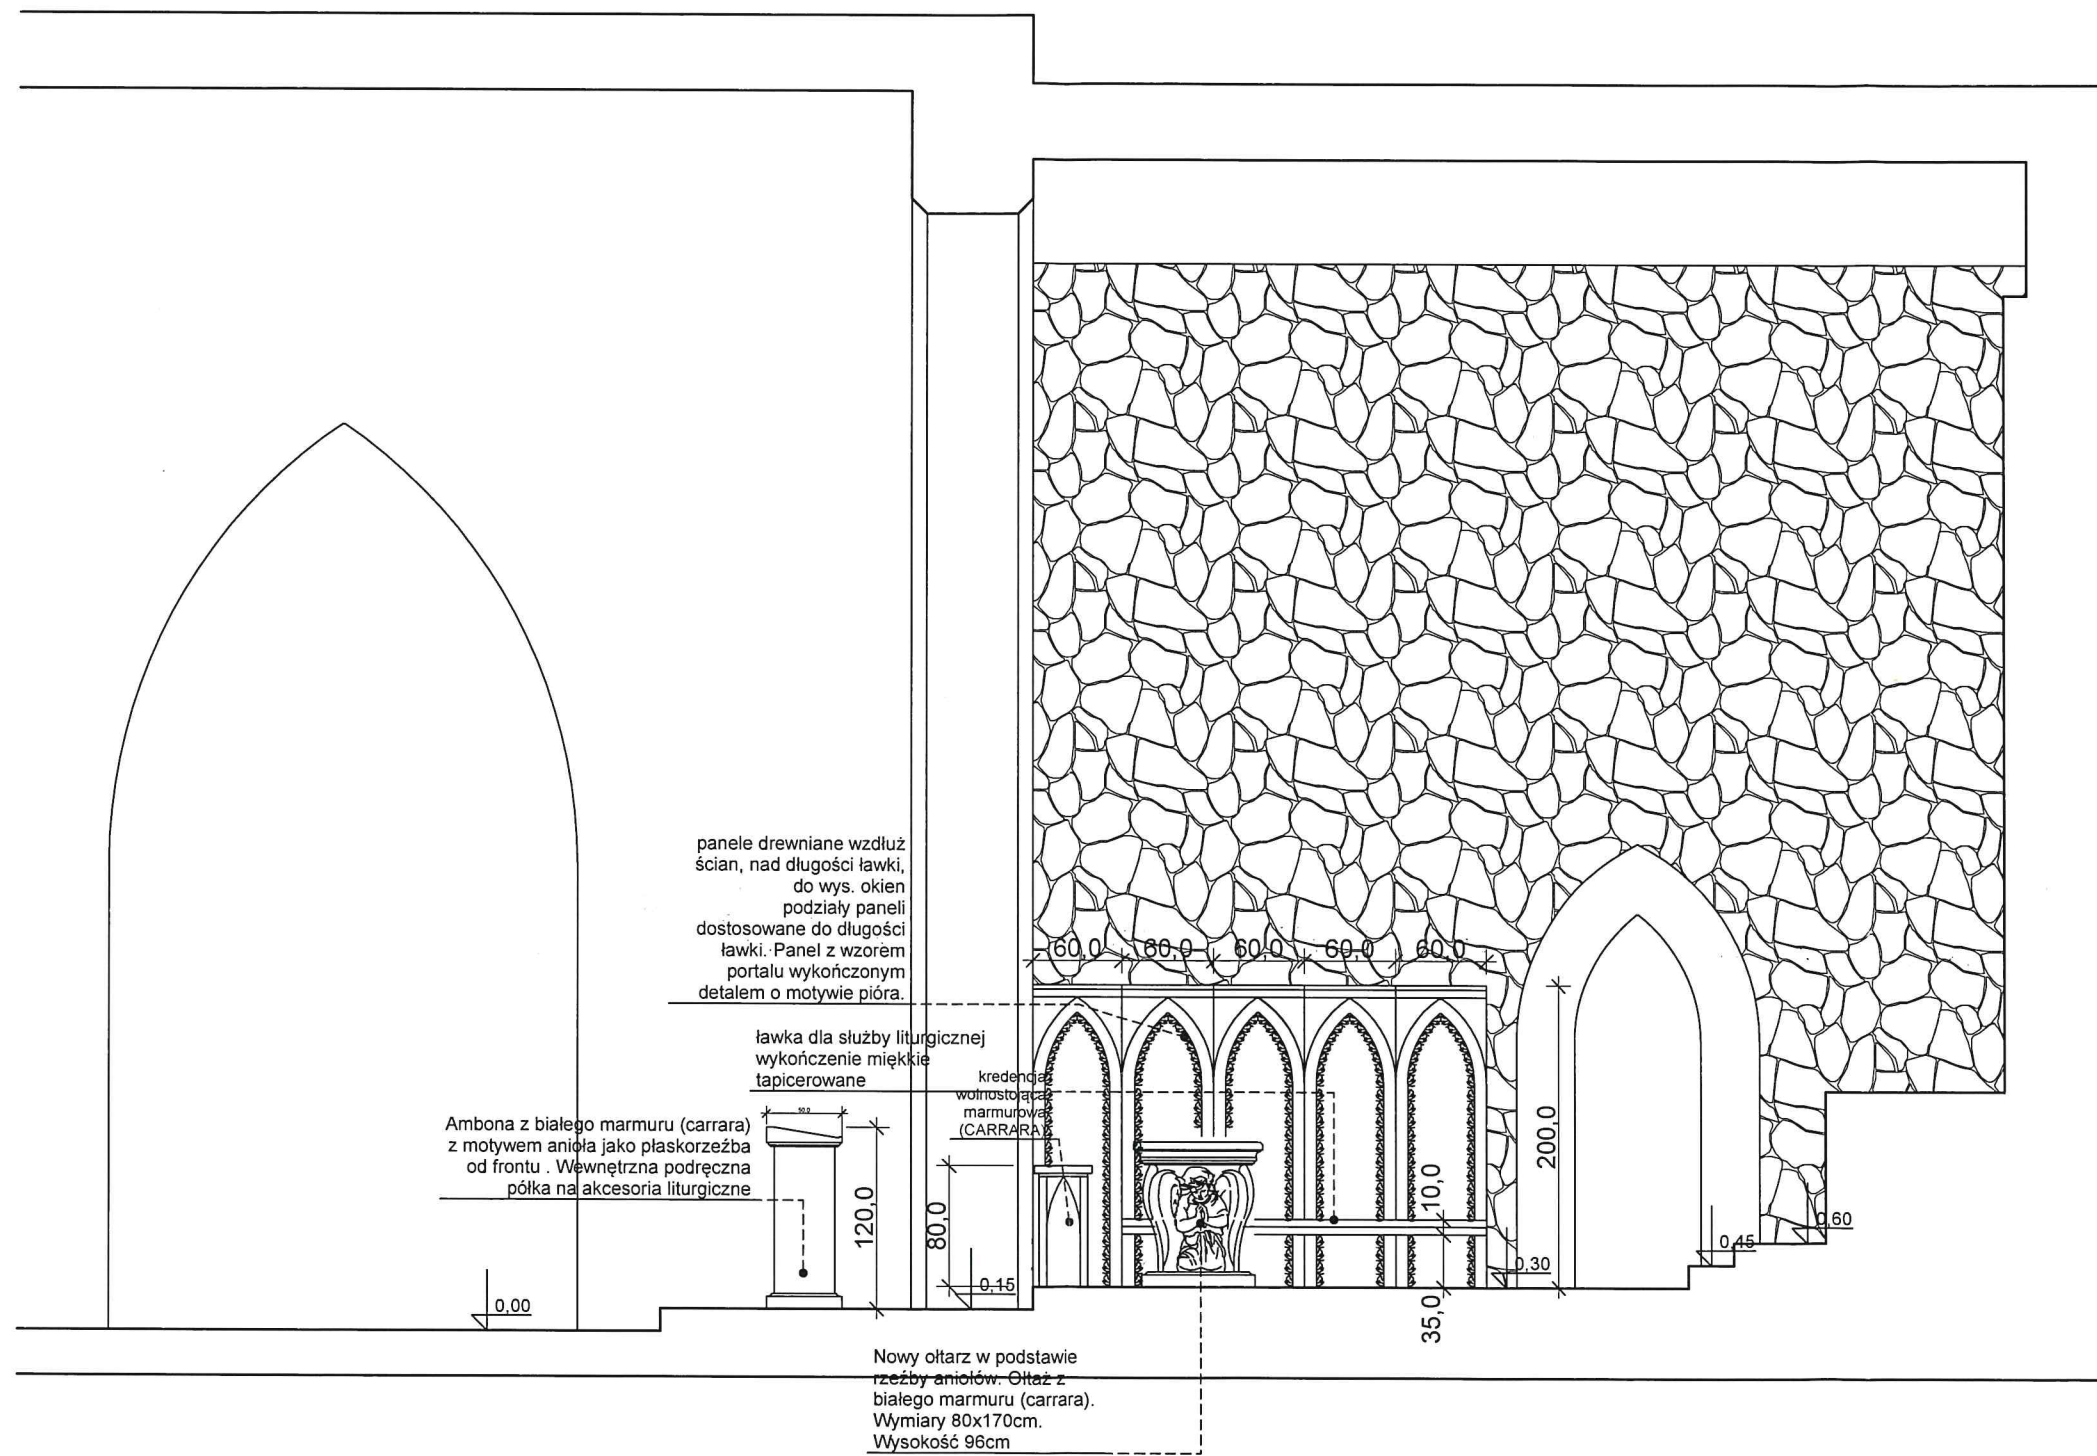 panele drewniane wzdłuż
ścian, nad długości ławki,
do wys. okien
podziały paneli
dostosowane do długości
ławki. Panel z wzorem
portalu wykończonym
detalem o motywie pióra.
60,0 60,0 60,0 60,0 60,0
ławka dla służby liturgicznej
wykończenie miękkie
tapicerowane
kredencja
wolnostojąca
marmurowa
(CARRARA)
Ambona z białego marmuru (carrara)
z motywem anioła jako płaskorzeźba
od frontu . Wewnętrzna podręczna
półka na akcesoria liturgiczne
50,0
120,0
80,0
200,0
10,0
35,0
0,00
0,15
0,30
0,45
0,60
Nowy ołtarz w podstawie
rzeźby aniołów. Ołtaż z
białego marmuru (carrara).
Wymiary 80x170cm.
Wysokość 96cm